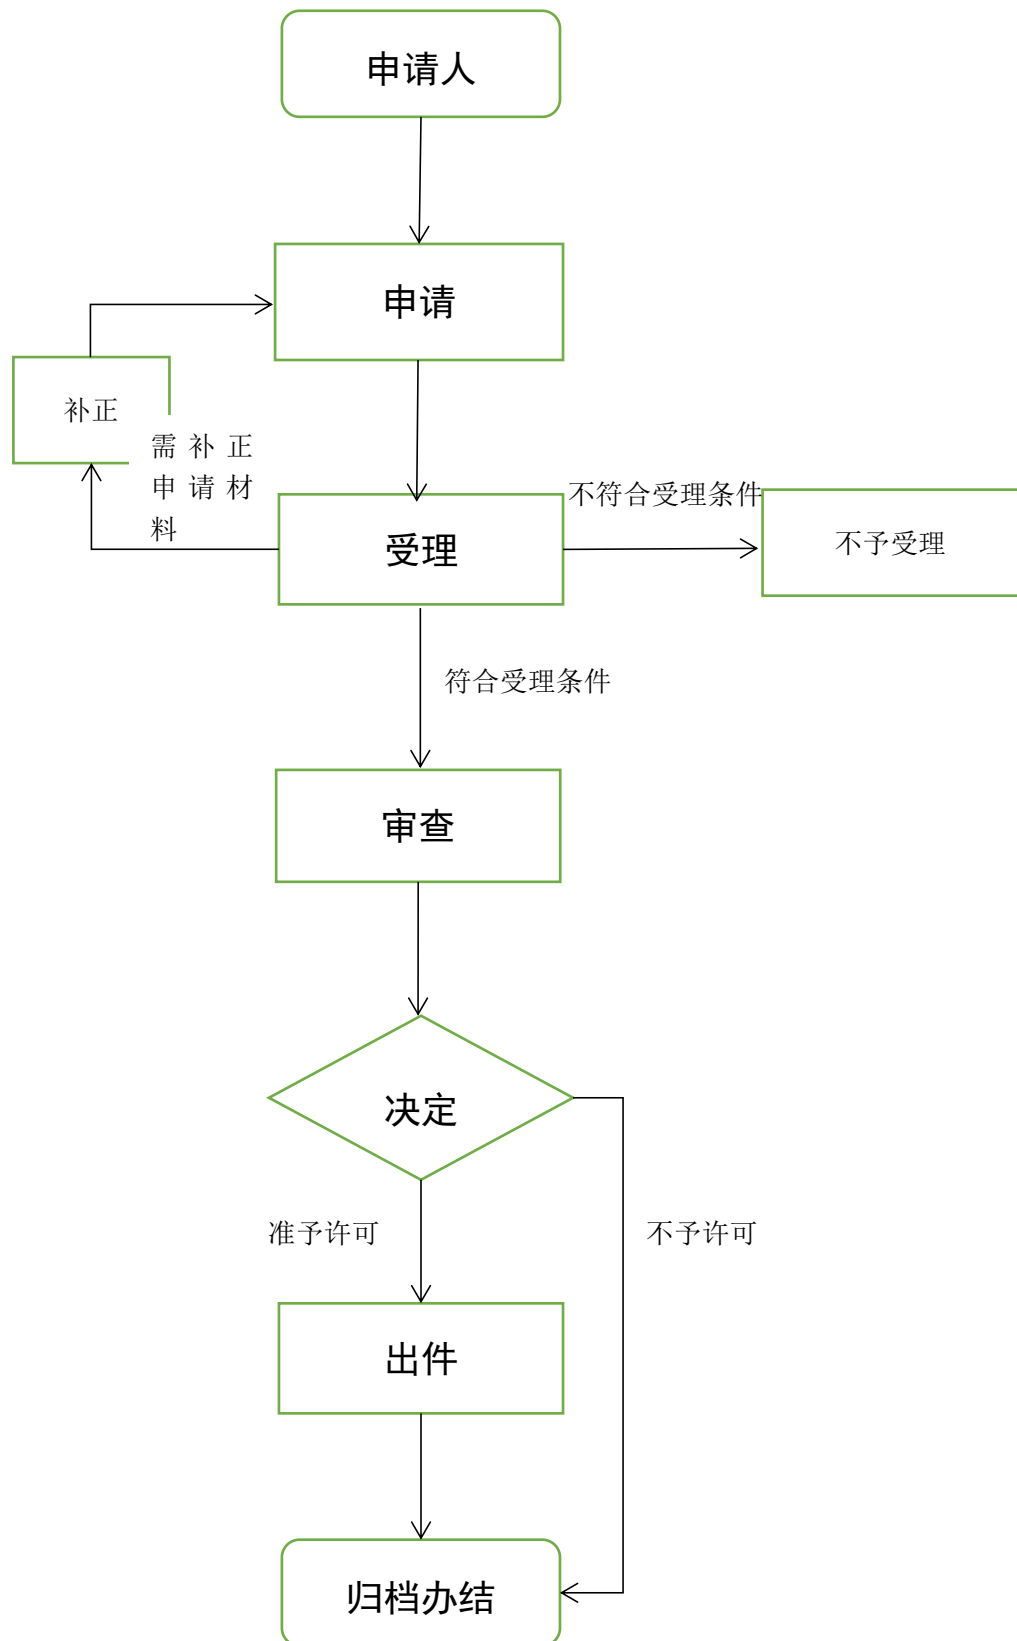 申请人
申请
补正
需补正
申请材
料
不符合受理条件
受理
不予受理
符合受理条件
审查
决定
准予许可
不予许可
出件
归档办结